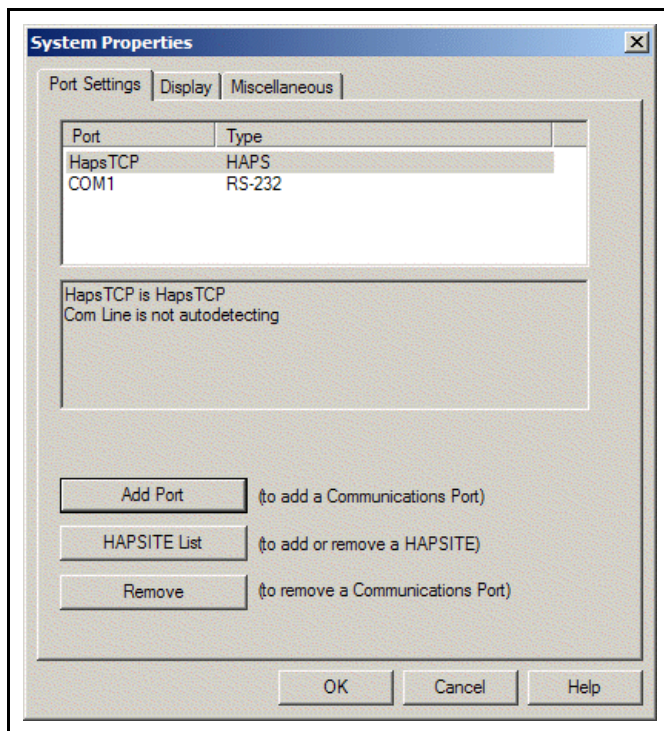 System Properties
Port Settings Display Miscellaneous
Port Type
HapsTCP HAPS
COM1 RS-232
HapsTCP is HapsTCP
Com Line is not autodetecting
Add Port (to add a Communications Port)
HAPSITE List (to add or remove a HAPSITE)
Remove (to remove a Communications Port)
OK Cancel Help